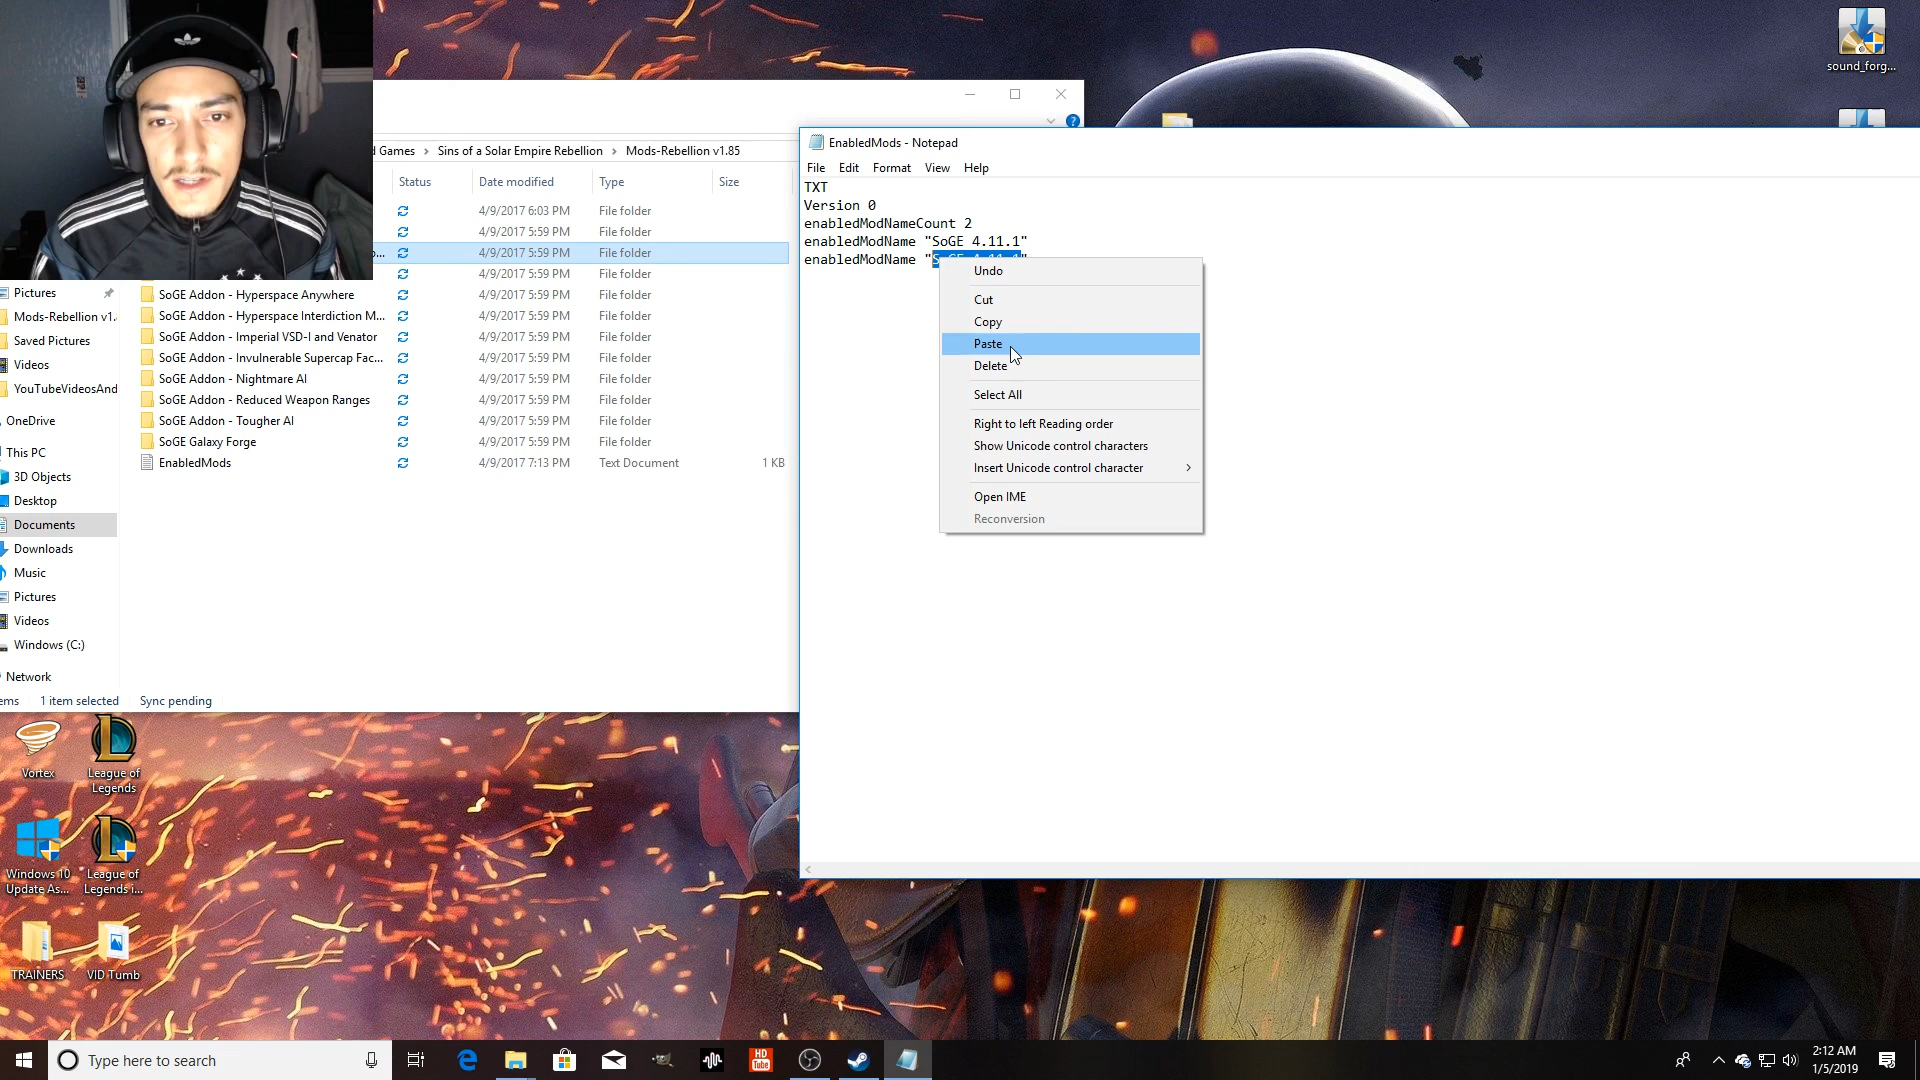 sound_forg...
d Games > Sins of a Solar Empire Rebellion > Mods-Rebellion v1.85
Status Date modified Type Size
4/9/2017 6:03 PM File folder
4/9/2017 5:59 PM File folder
4/9/2017 5:59 PM File folder
4/9/2017 5:59 PM File folder
SoGE Addon - Hyperspace Anywhere 4/9/2017 5:59 PM File folder
SoGE Addon - Hyperspace Interdiction M... 4/9/2017 5:59 PM File folder
SoGE Addon - Imperial VSD-I and Venator 4/9/2017 5:59 PM File folder
SoGE Addon - Invulnerable Supercap Fac... 4/9/2017 5:59 PM File folder
SoGE Addon - Nightmare AI 4/9/2017 5:59 PM File folder
SoGE Addon - Reduced Weapon Ranges 4/9/2017 5:59 PM File folder
SoGE Addon - Tougher AI 4/9/2017 5:59 PM File folder
SoGE Galaxy Forge 4/9/2017 5:59 PM File folder
EnabledMods 4/9/2017 7:13 PM Text Document 1 KB
Pictures
Mods-Rebellion v1.
Saved Pictures
Videos
YouTubeVideosAnd
OneDrive
This PC
3D Objects
Desktop
Documents
Downloads
Music
Pictures
Videos
Windows (C:)
Network
ems 1 item selected Sync pending
EnabledMods - Notepad
File Edit Format View Help
TXT
Version 0
enabledModNameCount 2
enabledModName "SoGE 4.11.1"
enabledModName "SoGE 4.11.1"
Undo
Cut
Copy
Paste
Delete
Select All
Right to left Reading order
Show Unicode control characters
Insert Unicode control character >
Open IME
Reconversion
Vortex
League of Legends
Windows 10 Update As...
League of Legends i...
TRAINERS
VID Tumb
Type here to search
HD
Tube
2:12 AM
1/5/2019